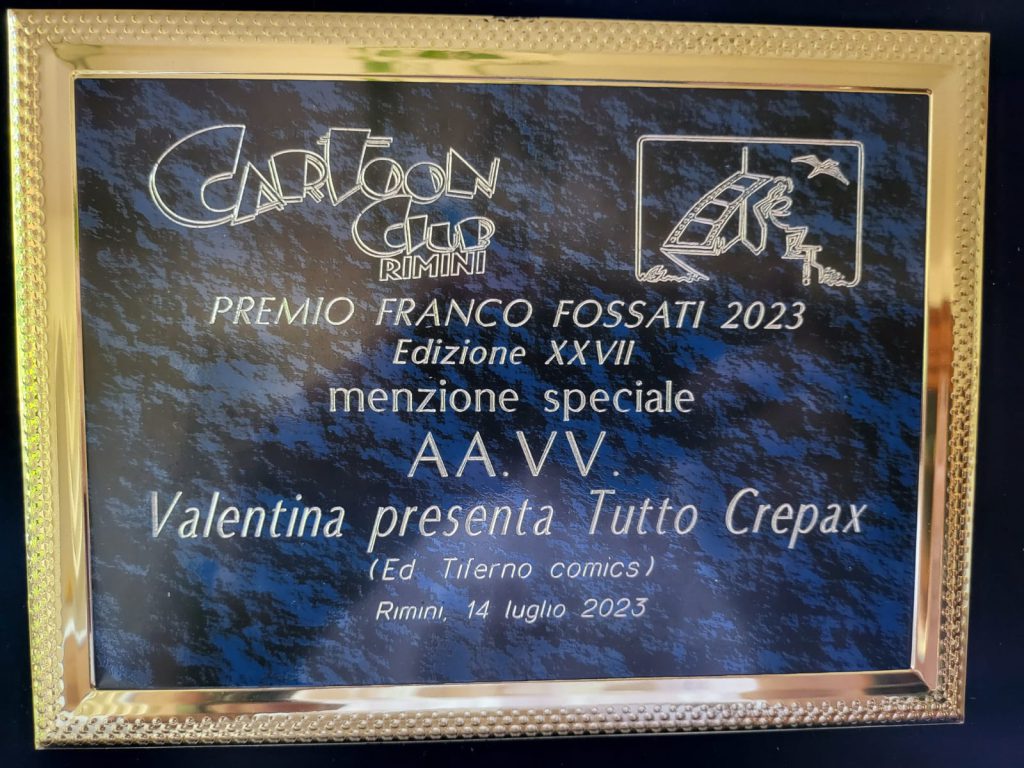 CARTOON
CLUB
RIMINI
PREMIO FRANCO FOSSATI 2023
Edizione XXVII
menzione speciale
AA.VV.
Valentina presenta Tutto Crepax
(Ed Tiferno comics)
Rimini, 14 luglio 2023